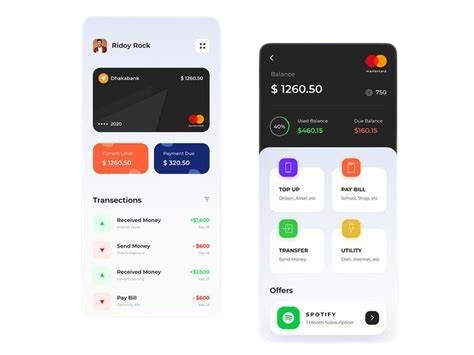 Ridoy Rock
Dhakabank
$ 1260.50
2020
mastercard
Current Limit
$ 1260.50
Payment Due
$ 320.50
Transections
Received Money
+$1,600
Send Money
- $600
Received Money
+$1,600
Pay Bill
- $600
Balance
$ 1260.50
mastercard
750
40%
Used Balance
$460.15
Due Balance
$160.15
TOP UP
Orison, Airtel, etc
PAY BILL
School, Shop, etc
TRANSFER
Send Money
UTILITY
Dish, Internet, etc
Offers
SPOTIFY
1 Month Subscription